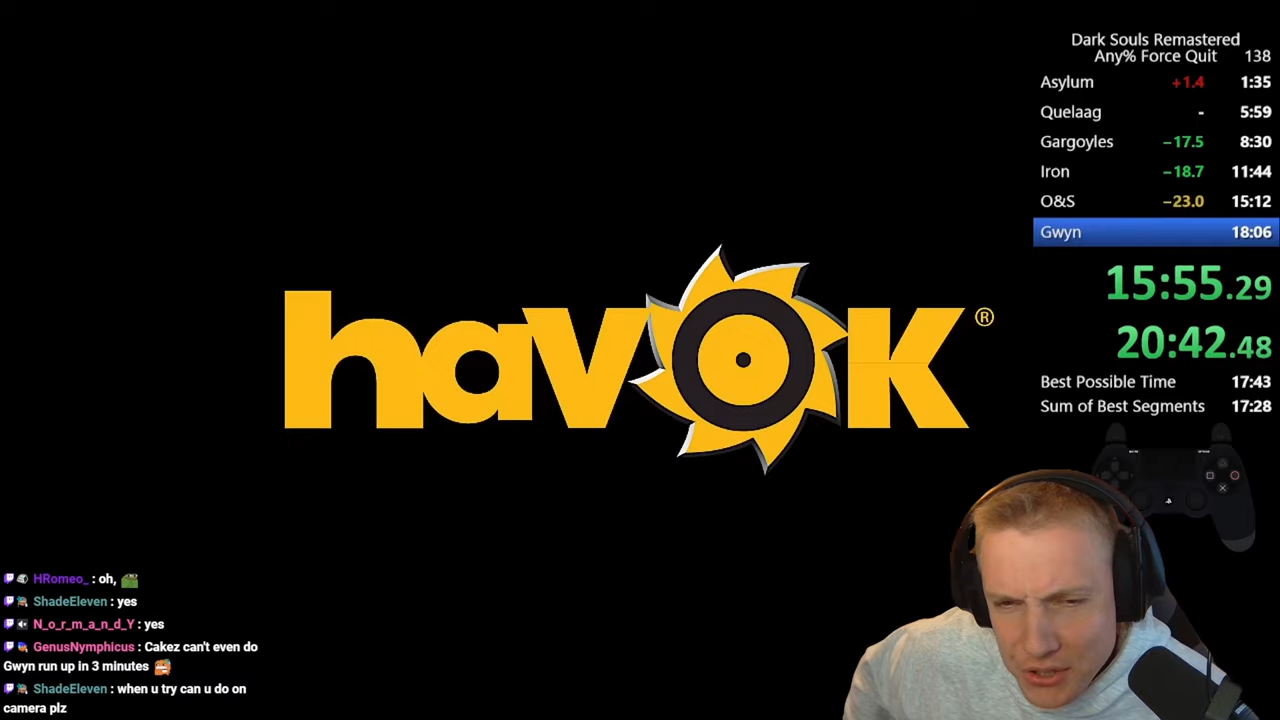 Dark Souls Remastered
Any% Force Quit 138
Asylum +1.4 1:35
Quelaag - 5:59
Gargoyles −17.5 8:30
Iron −18.7 11:44
O&S −23.0 15:12
Gwyn 18:06
15:55.29
20:42.48
Best Possible Time 17:43
Sum of Best Segments 17:28
havoK ®
HRomeo_ : oh,
ShadeEleven : yes
N_o_r_m_a_n_d_Y : yes
GenusNymphicus : Cakez can't even do
Gwyn run up in 3 minutes
ShadeEleven : when u try can u do on
camera plz